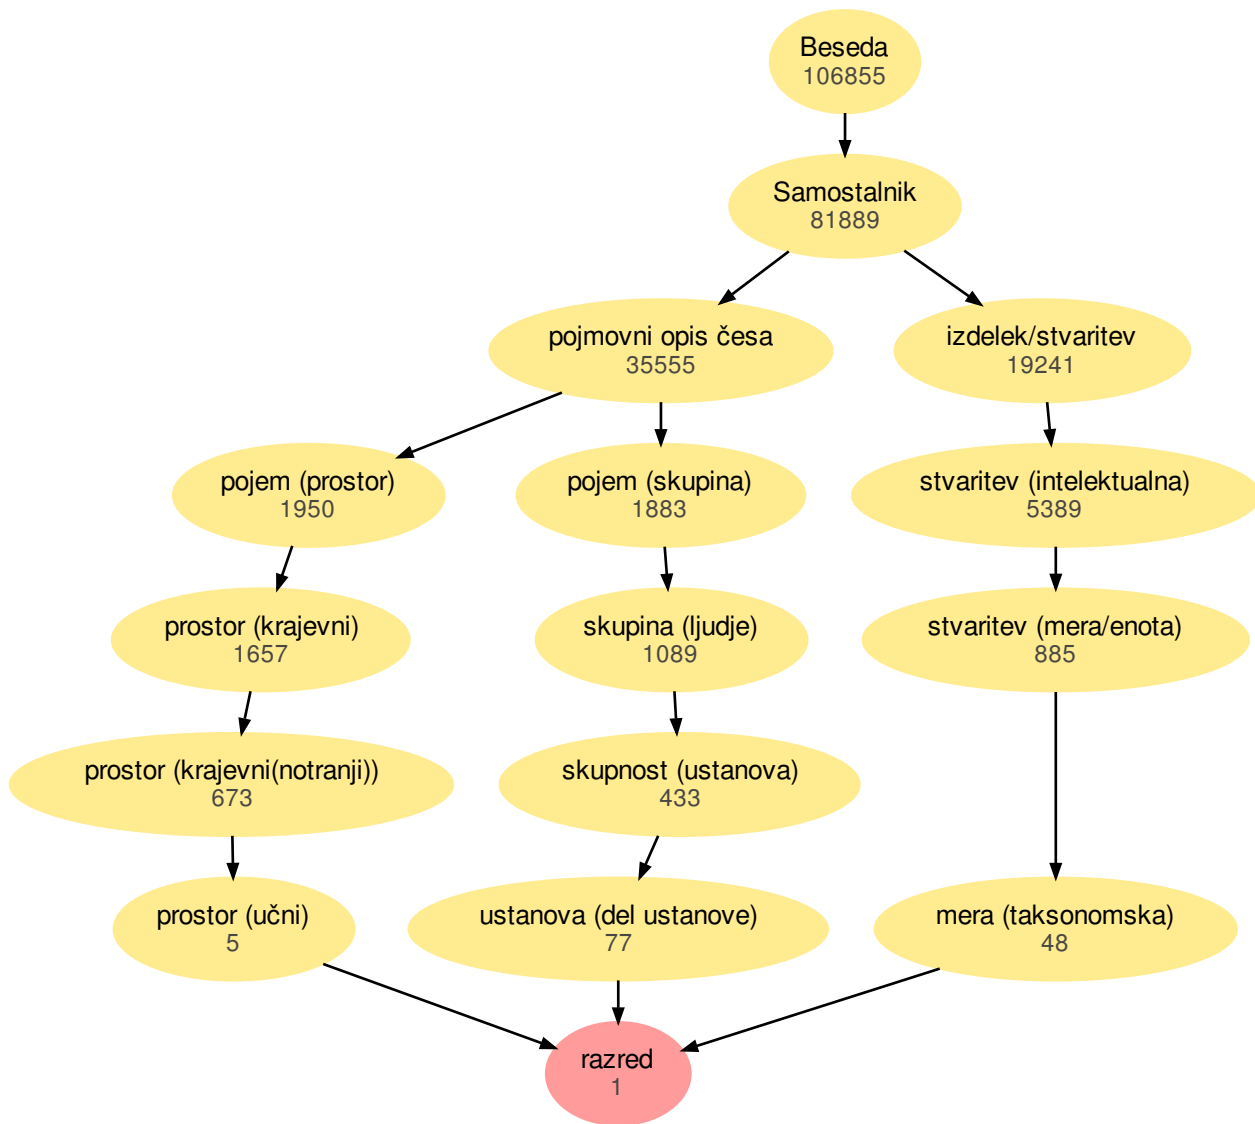 Beseda
106855
Samostalnik
81889
pojmovni opis česa
35555
izdelek/stvaritev
19241
pojem (prostor)
1950
pojem (skupina)
1883
stvaritev (intelektualna)
5389
prostor (krajevni)
1657
skupina (ljudje)
1089
stvaritev (mera/enota)
885
prostor (krajevni(notranji))
673
skupnost (ustanova)
433
prostor (učni)
5
ustanova (del ustanove)
77
mera (taksonomska)
48
razred
1